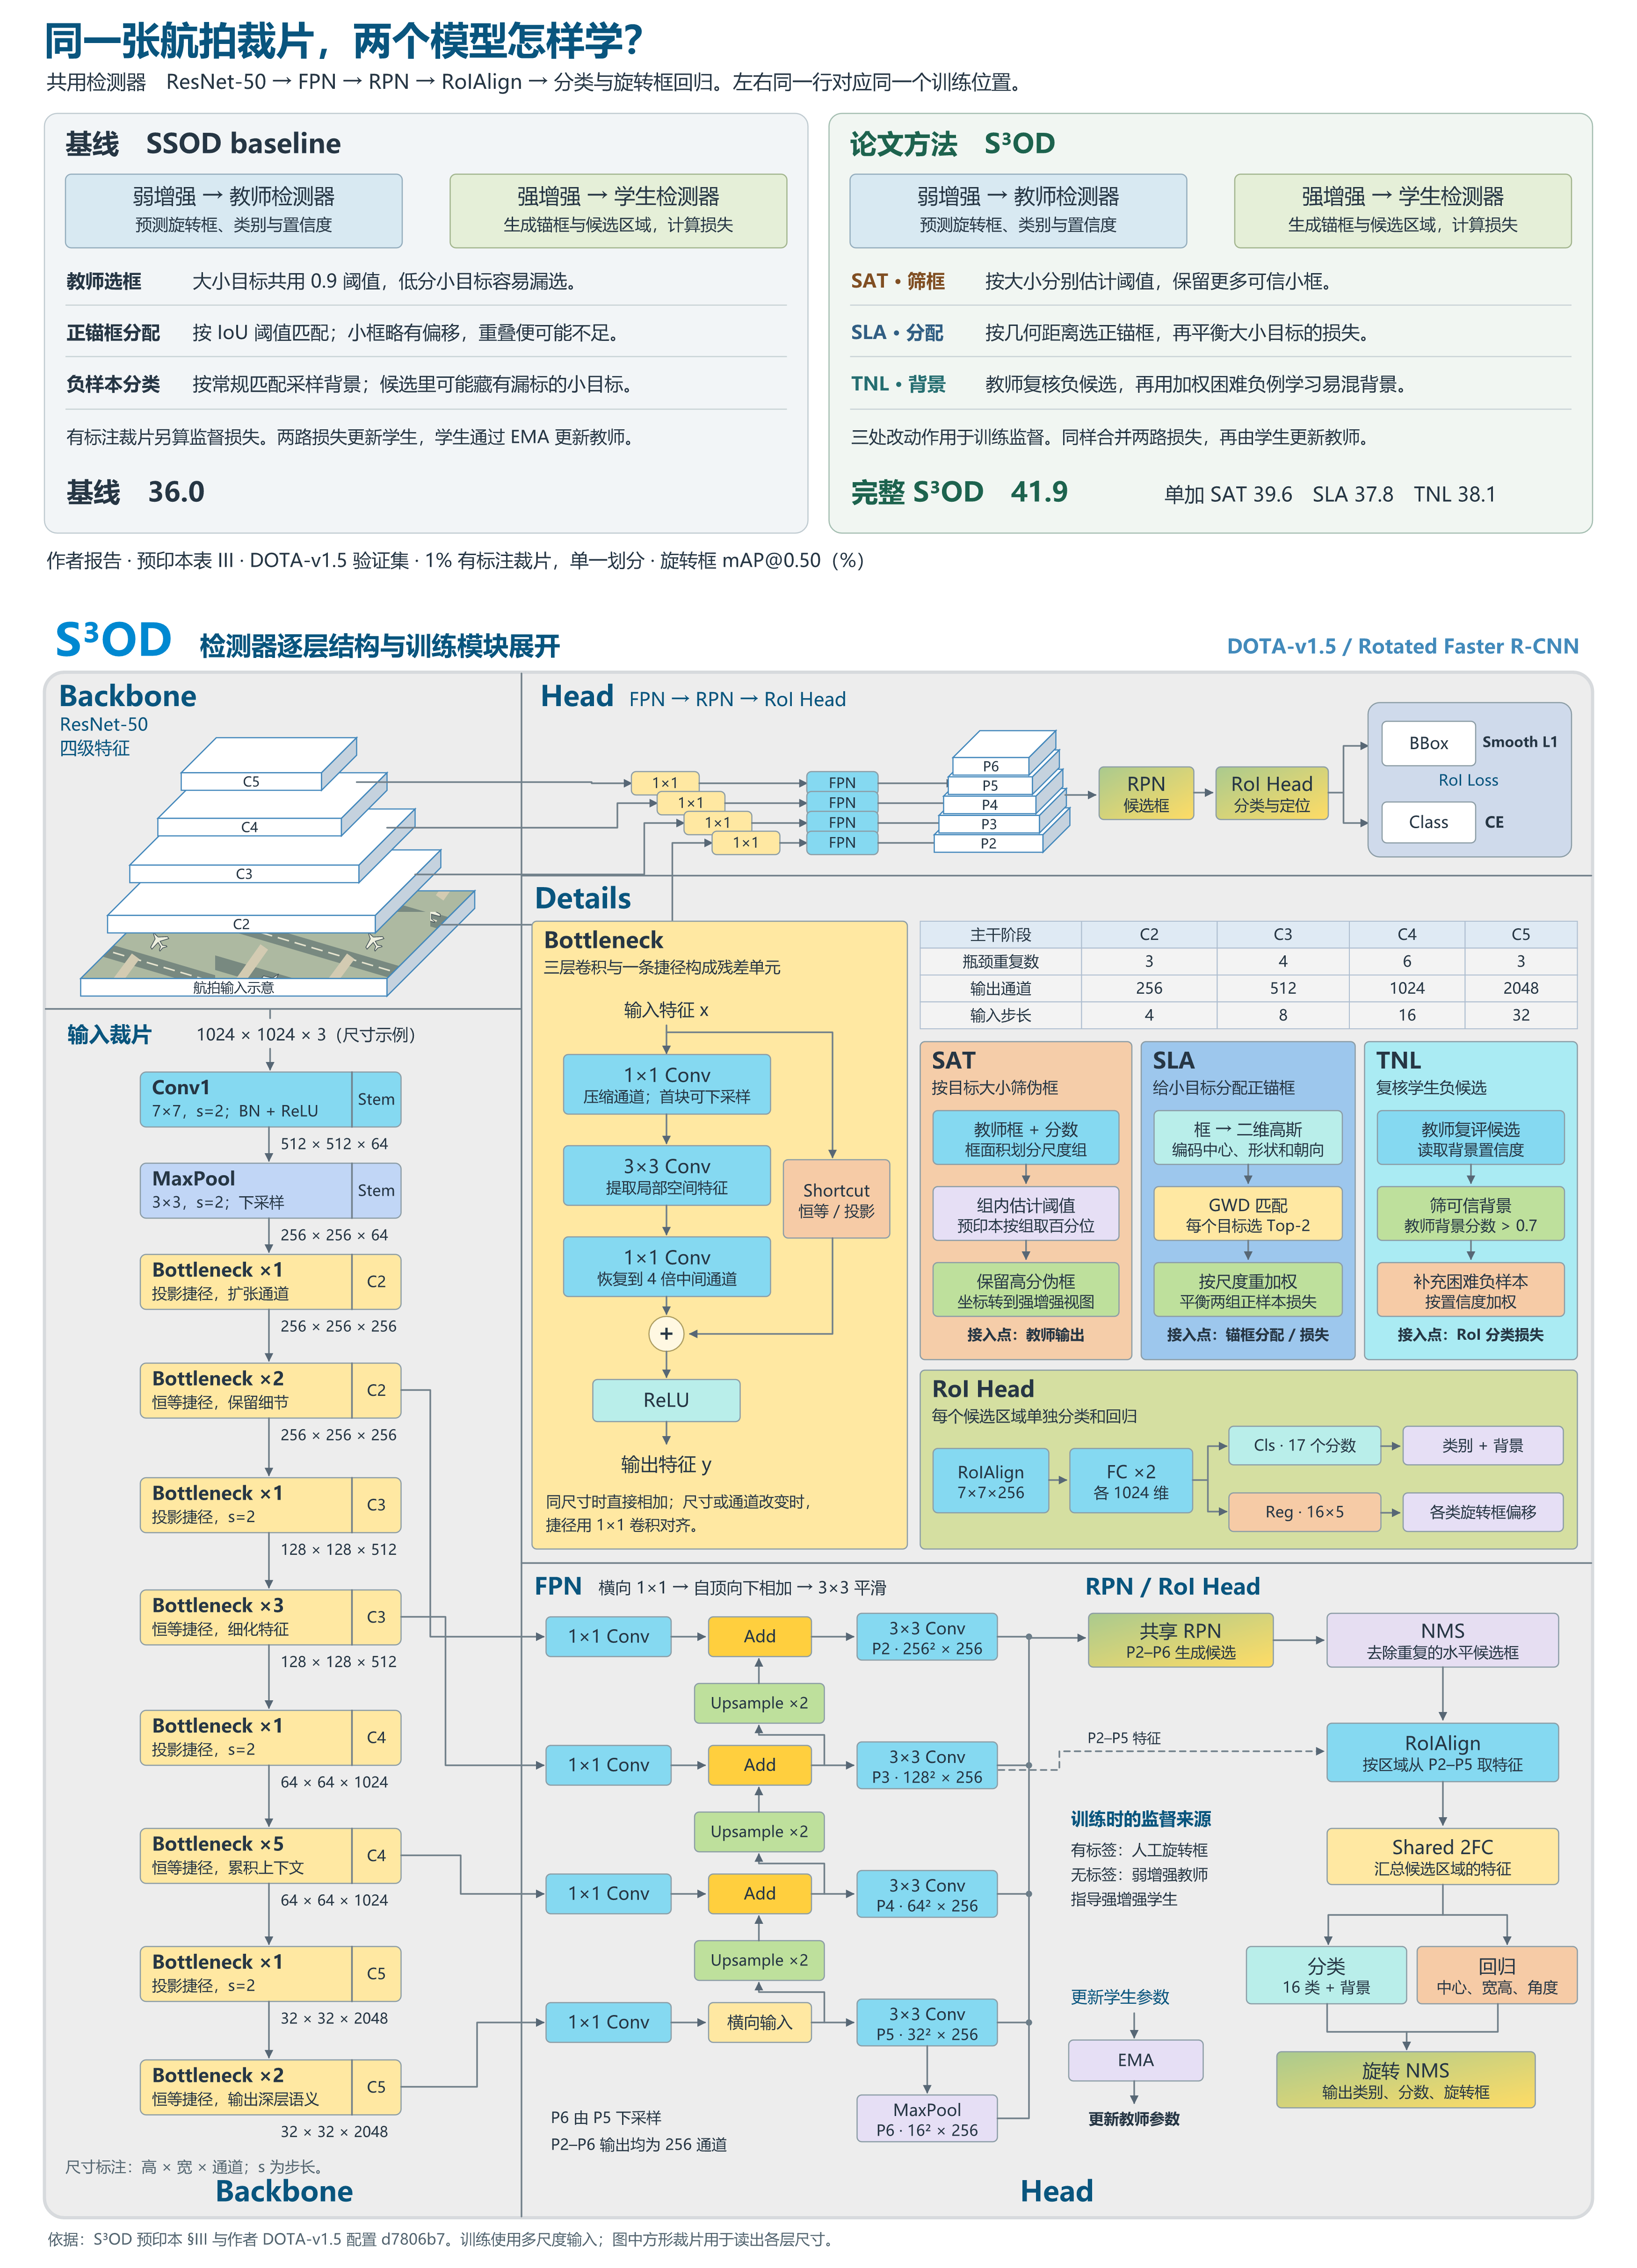 同一张航拍裁片，两个模型怎样学？
共用检测器 ResNet-50 → FPN → RPN → RoIAlign → 分类与旋转框回归。左右同一行对应同一个训练位置。
基线 SSOD baseline
弱增强 → 教师检测器
预测旋转框、类别与置信度
强增强 → 学生检测器
生成锚框与候选区域，计算损失
教师选框 大小目标共用 0.9 阈值，低分小目标容易漏选。
正锚框分配 按 IoU 阈值匹配；小框略有偏移，重叠便可能不足。
负样本分类 按常规匹配采样背景；候选里可能藏有漏标的小目标。
有标注裁片另算监督损失。两路损失更新学生，学生通过 EMA 更新教师。
基线 36.0
论文方法 S³OD
弱增强 → 教师检测器
预测旋转框、类别与置信度
强增强 → 学生检测器
生成锚框与候选区域，计算损失
SAT · 筛框 按大小分别估计阈值，保留更多可信小框。
SLA · 分配 按几何距离选正锚框，再平衡大小目标的损失。
TNL · 背景 教师复核负候选，再用加权困难负例学习易混背景。
三处改动作用于训练监督。同样合并两路损失，再由学生更新教师。
完整 S³OD 41.9 单加 SAT 39.6 SLA 37.8 TNL 38.1
作者报告 · 预印本表 III · DOTA-v1.5 验证集 · 1% 有标注裁片，单一划分 · 旋转框 mAP@0.50（%）
S³OD 检测器逐层结构与训练模块展开
DOTA-v1.5 / Rotated Faster R-CNN
Backbone
ResNet-50
四级特征
C5
C4
C3
C2
航拍输入示意
Head FPN → RPN → RoI Head
1×1
1×1
1×1
1×1
FPN
FPN
FPN
FPN
P6
P5
P4
P3
P2
RPN
候选框
RoI Head
分类与定位
BBox Smooth L1
RoI Loss
Class CE
输入裁片 1024 × 1024 × 3（尺寸示例）
Conv1
7×7，s=2；BN + ReLU
Stem
512 × 512 × 64
MaxPool
3×3，s=2；下采样
Stem
256 × 256 × 64
Bottleneck ×1
投影捷径，扩张通道
C2
256 × 256 × 256
Bottleneck ×2
恒等捷径，保留细节
C2
256 × 256 × 256
Bottleneck ×1
投影捷径，s=2
C3
128 × 128 × 512
Bottleneck ×3
恒等捷径，细化特征
C3
128 × 128 × 512
Bottleneck ×1
投影捷径，s=2
C4
64 × 64 × 1024
Bottleneck ×5
恒等捷径，累积上下文
C4
64 × 64 × 1024
Bottleneck ×1
投影捷径，s=2
C5
32 × 32 × 2048
Bottleneck ×2
恒等捷径，输出深层语义
C5
32 × 32 × 2048
尺寸标注：高 × 宽 × 通道；s 为步长。
Backbone
Details
Bottleneck
三层卷积与一条捷径构成残差单元
输入特征 x
1×1 Conv
压缩通道；首块可下采样
3×3 Conv
提取局部空间特征
1×1 Conv
恢复到 4 倍中间通道
Shortcut
恒等 / 投影
+
ReLU
输出特征 y
同尺寸时直接相加；尺寸或通道改变时，
捷径用 1×1 卷积对齐。
主干阶段 C2 C3 C4 C5
瓶颈重复数 3 4 6 3
输出通道 256 512 1024 2048
输入步长 4 8 16 32
SAT
按目标大小筛伪框
教师框 + 分数
框面积划分尺度组
组内估计阈值
预印本按组取百分位
保留高分伪框
坐标转到强增强视图
接入点：教师输出
SLA
给小目标分配正锚框
框 → 二维高斯
编码中心、形状和朝向
GWD 匹配
每个目标选 Top-2
按尺度重加权
平衡两组正样本损失
接入点：锚框分配 / 损失
TNL
复核学生负候选
教师复评候选
读取背景置信度
筛可信背景
教师背景分数 > 0.7
补充困难负样本
按置信度加权
接入点：RoI 分类损失
RoI Head
每个候选区域单独分类和回归
RoIAlign
7×7×256
FC ×2
各 1024 维
Cls · 17 个分数
类别 + 背景
Reg · 16×5
各类旋转框偏移
FPN 横向 1×1 → 自顶向下相加 → 3×3 平滑
1×1 Conv
Add
3×3 Conv
P2 · 256² × 256
Upsample ×2
1×1 Conv
Add
3×3 Conv
P3 · 128² × 256
Upsample ×2
1×1 Conv
Add
3×3 Conv
P4 · 64² × 256
Upsample ×2
1×1 Conv
横向输入
3×3 Conv
P5 · 32² × 256
MaxPool
P6 · 16² × 256
P6 由 P5 下采样
P2–P6 输出均为 256 通道
RPN / RoI Head
共享 RPN
P2–P6 生成候选
NMS
去除重复的水平候选框
P2–P5 特征
RoIAlign
按区域从 P2–P5 取特征
训练时的监督来源
有标签：人工旋转框
无标签：弱增强教师
指导强增强学生
Shared 2FC
汇总候选区域的特征
分类
16 类 + 背景
回归
中心、宽高、角度
更新学生参数
EMA
更新教师参数
旋转 NMS
输出类别、分数、旋转框
Head
依据：S³OD 预印本 §III 与作者 DOTA-v1.5 配置 d7806b7。训练使用多尺度输入；图中方形裁片用于读出各层尺寸。